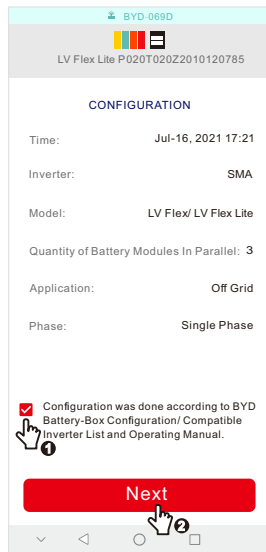 BYD-069D
LV Flex Lite P020T020Z2010120785
CONFIGURATION
Time: Jul-16, 2021 17:21
Inverter: SMA
Model: LV Flex/ LV Flex Lite
Quantity of Battery Modules In Parallel: 3
Application: Off Grid
Phase: Single Phase
Configuration was done according to BYD
Battery-Box Configuration/ Compatible
Inverter List and Operating Manual.
1
Next
2